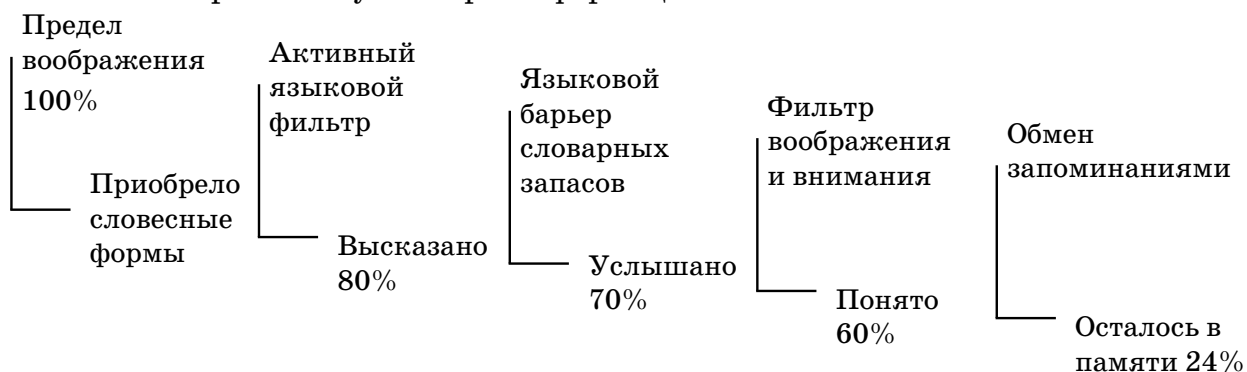 Предел
воображения
100%
Приобрело
словесные
формы
Активный
языковой
фильтр
Высказано
80%
Языковой
барьер
словарных
запасов
Услышано
70%
Фильтр
воображения
и внимания
Понято
60%
Обмен
запоминаниями
Осталось в
памяти 24%